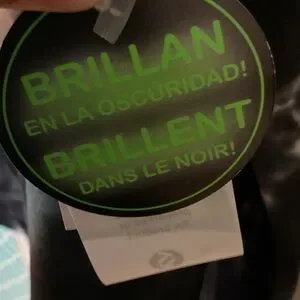 BRILLAN
EN LA OSCURIDAD!
BRILLENT
DANS LE NOIR!